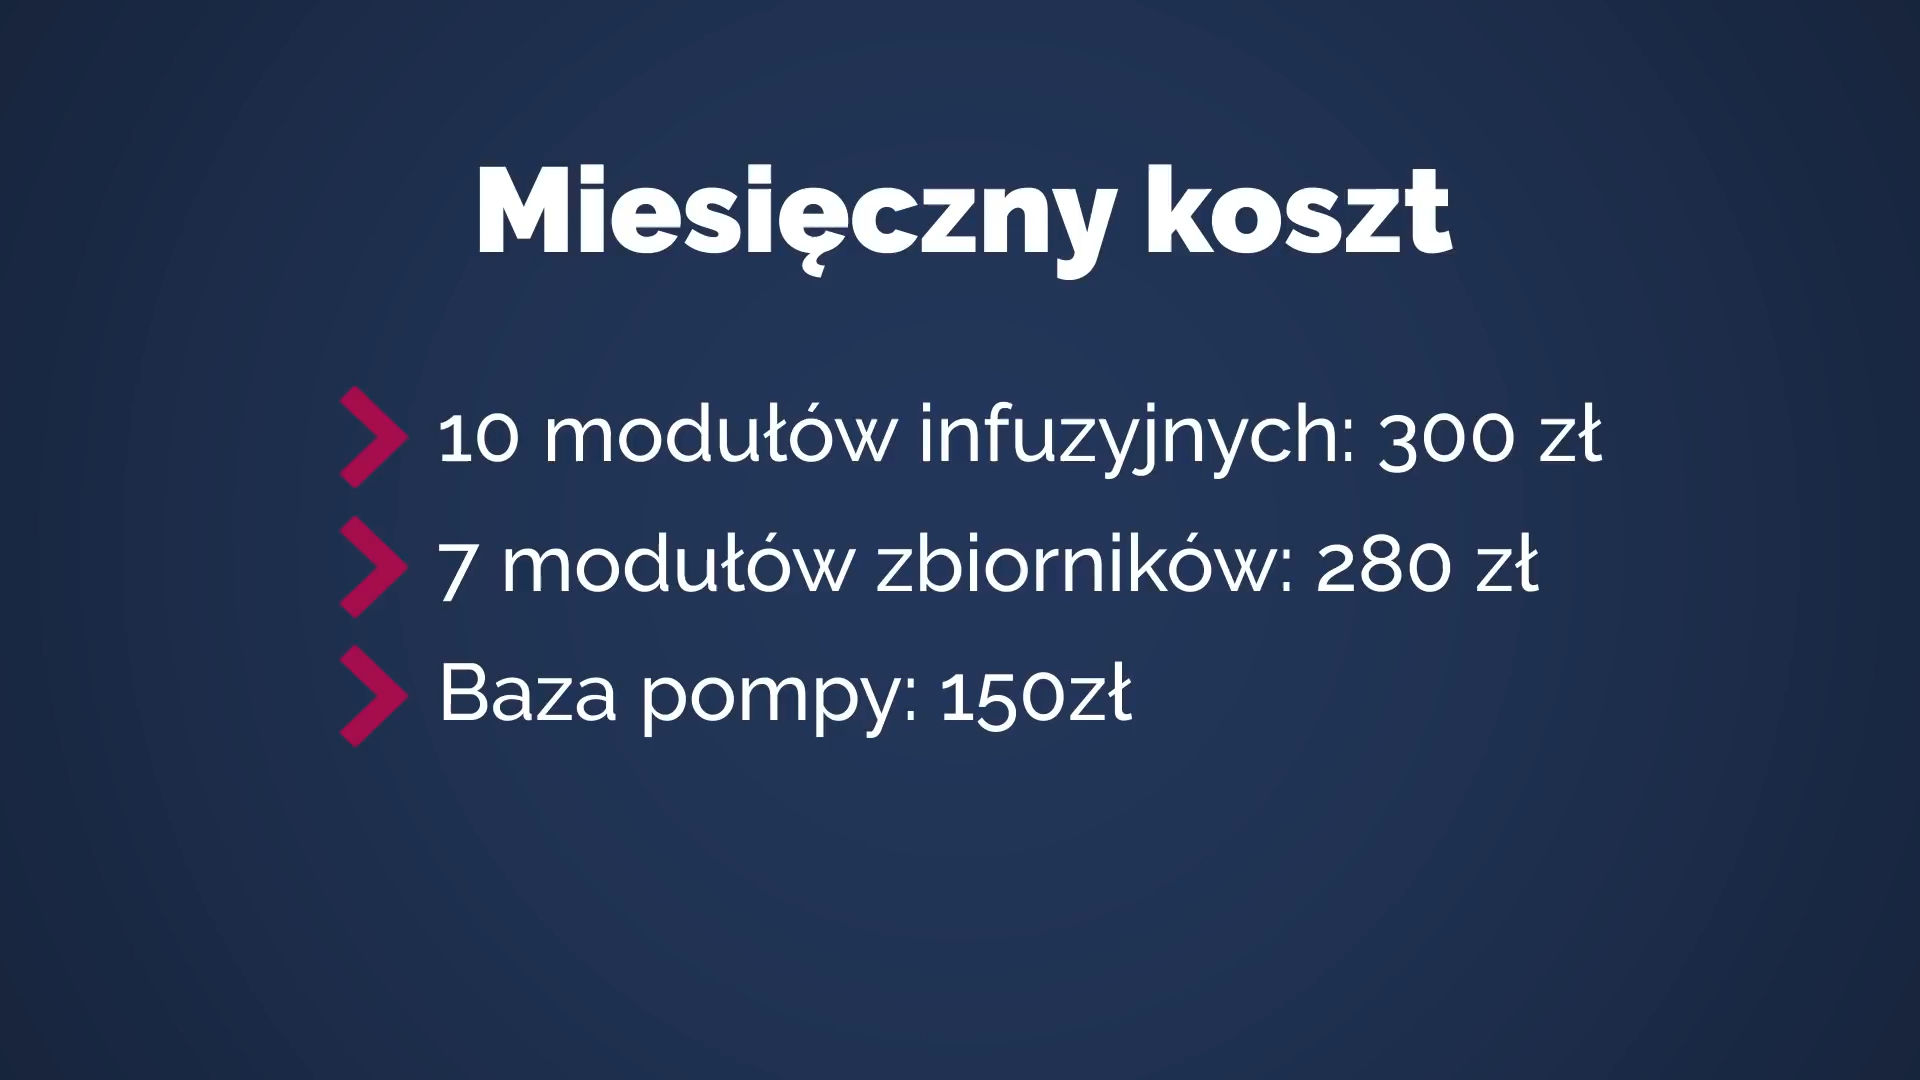 Miesięczny koszt
10 modułów infuzyjnych: 300 zł
7 modułów zbiorników: 280 zł
Baza pompy: 150zł